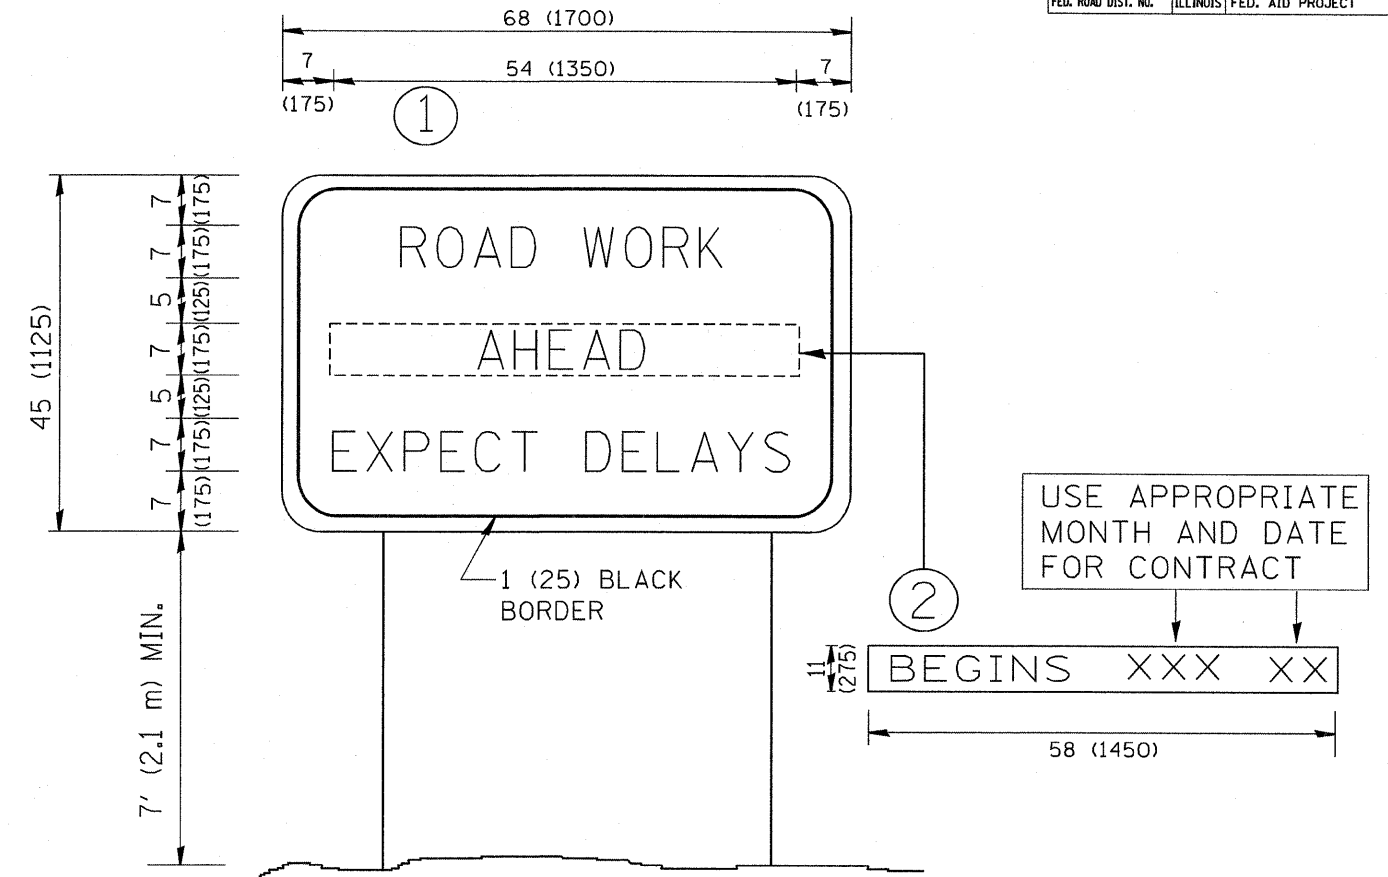 FED. ROAD DIST. NO. ILLINOIS FED. AID PROJECT
68 (1700)
7 54 (1350) 7
(175) (175)
1
45 (1125)
7 (175)
7 (175)
5 (125)
7 (175)
5 (125)
7 (175)
7 (175)
7' (2.1 m) MIN.
ROAD WORK
AHEAD
EXPECT DELAYS
1 (25) BLACK
BORDER
2
USE APPROPRIATE
MONTH AND DATE
FOR CONTRACT
11 (275)
BEGINS XXX XX
58 (1450)